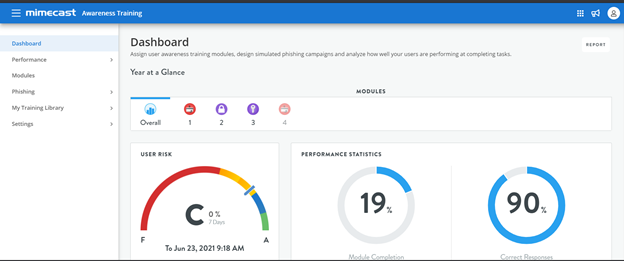 mimecast Awareness Training
Dashboard
Performance
Modules
Phishing
My Training Library
Settings
Dashboard
Assign user awareness training modules, design simulated phishing campaigns and analyze how well your users are performing at completing tasks.
REPORT
Year at a Glance
MODULES
Overall 1 2 3 4
USER RISK
C 0 %
7 Days
F A
To Jun 23, 2021 9:18 AM
PERFORMANCE STATISTICS
19%
Module Completion
90%
Correct Responses